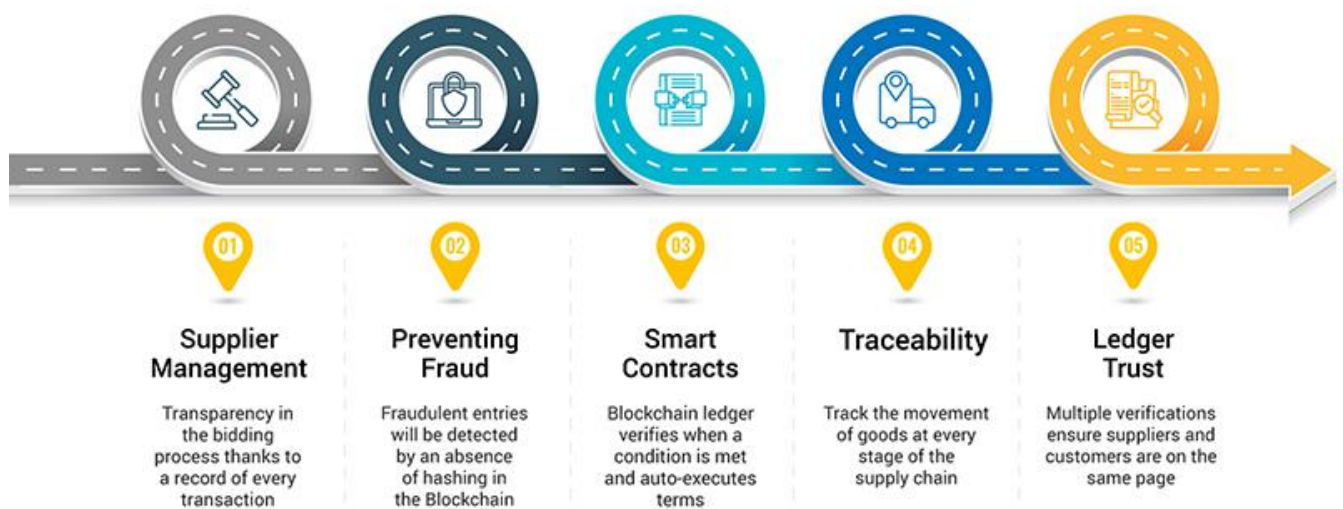 01
Supplier
Management
Transparency in
the bidding
process thanks to
a record of every
transaction
02
Preventing
Fraud
Fraudulent entries
will be detected
by an absence
of hashing in
the Blockchain
03
Smart
Contracts
Blockchain ledger
verifies when a
condition is met
and auto-executes
terms
04
Traceability
Track the movement
of goods at every
stage of the
supply chain
05
Ledger
Trust
Multiple verifications
ensure suppliers and
customers are on the
same page